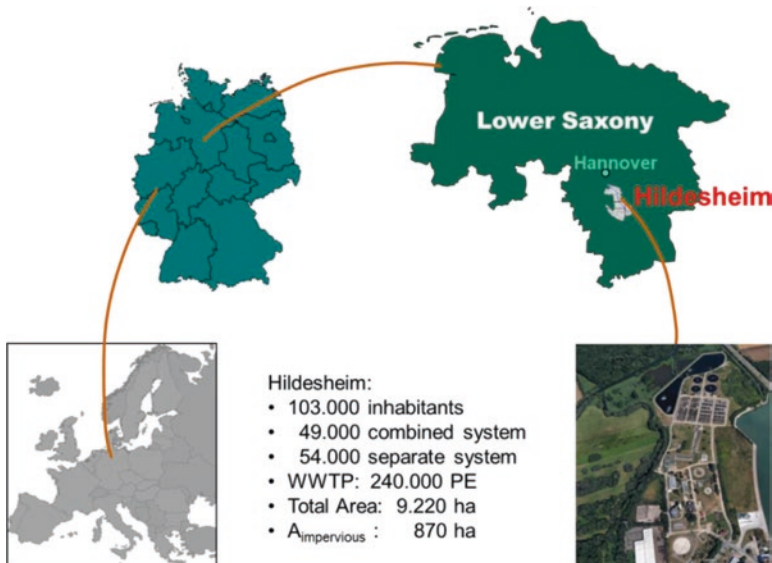 Lower Saxony
Hannover
Hildesheim
Hildesheim:
• 103.000 inhabitants
• 49.000 combined system
• 54.000 separate system
• WWTP: 240.000 PE
• Total Area: 9.220 ha
• Aimpervious : 870 ha